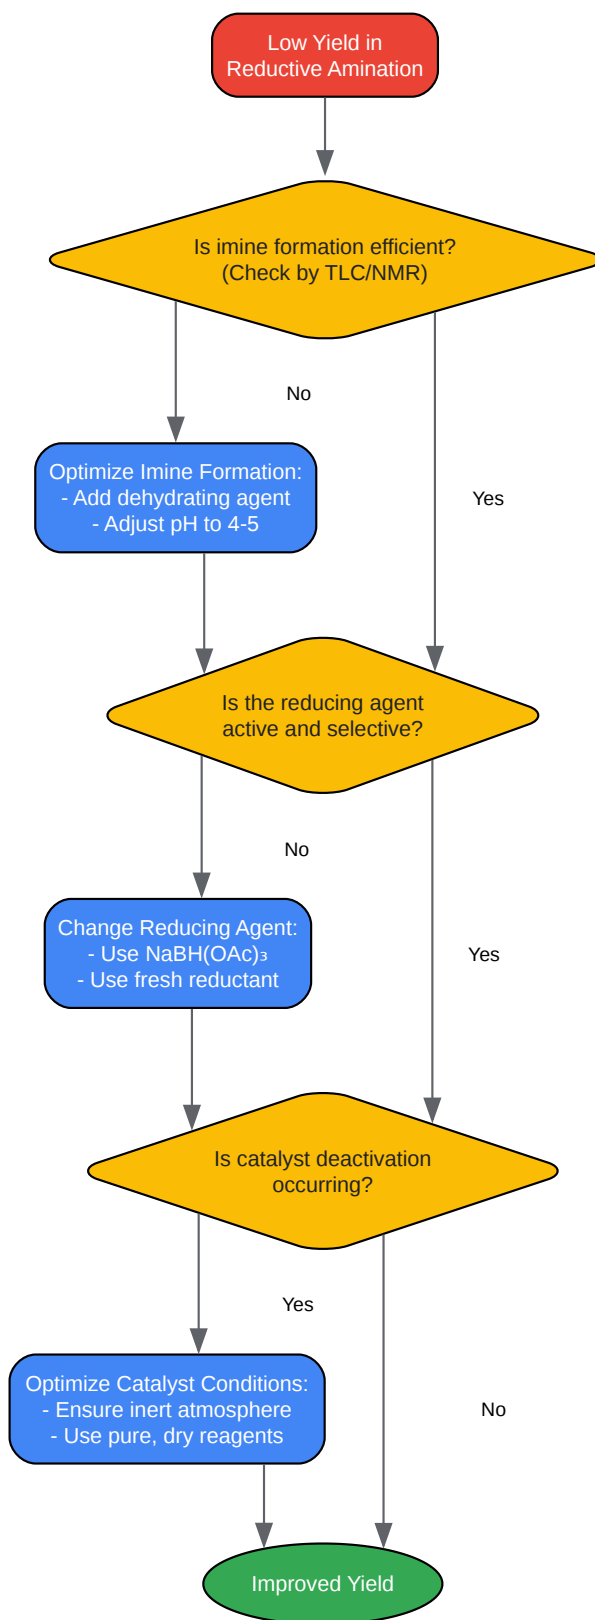 Low Yield in
Reductive Amination
Is imine formation efficient?
(Check by TLC/NMR)
No
Optimize Imine Formation:
- Add dehydrating agent
- Adjust pH to 4-5
Yes
Is the reducing agent
active and selective?
No
Change Reducing Agent:
- Use NaBH(OAc)₃
- Use fresh reductant
Yes
Is catalyst deactivation
occurring?
Yes
Optimize Catalyst Conditions:
- Ensure inert atmosphere
- Use pure, dry reagents
No
Improved Yield